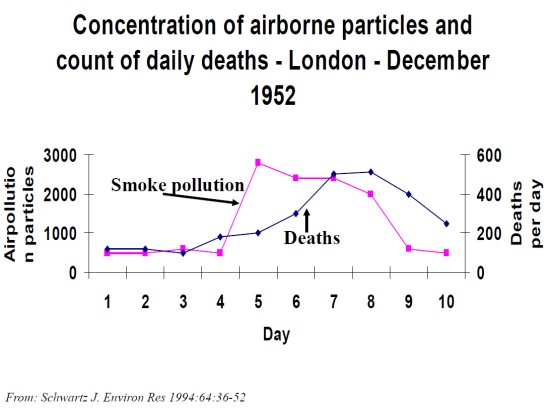 Concentration of airborne particles and
count of daily deaths - London - December
1952
Airpollutio
n particles
3000
2000
1000
0
Smoke pollution
Deaths
600
400
200
0
Deaths
per day
1 2 3 4 5 6 7 8 9 10
Day
From: Schwartz J. Environ Res 1994:64:36-52